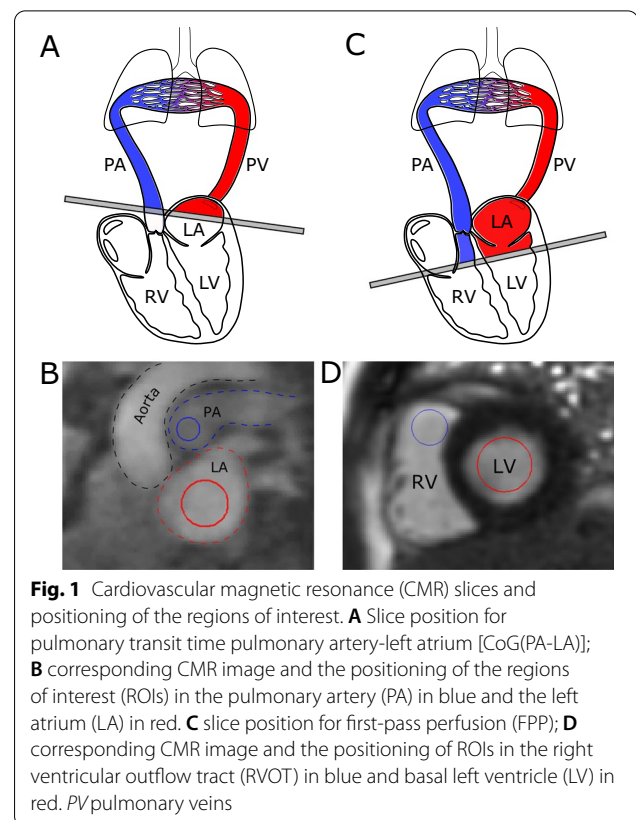 A
C
PA
PV
PA
PV
LA
LA
RV
LV
RV
LV
B
D
Aorta
PA
LA
RV
LV
Fig. 1 Cardiovascular magnetic resonance (CMR) slices and
positioning of the regions of interest. A Slice position for
pulmonary transit time pulmonary artery-left atrium [CoG(PA-LA)];
B corresponding CMR image and the positioning of the regions
of interest (ROIs) in the pulmonary artery (PA) in blue and the left
atrium (LA) in red. C slice position for first-pass perfusion (FPP); D
corresponding CMR image and the positioning of ROIs in the right
ventricular outflow tract (RVOT) in blue and basal left ventricle (LV) in
red. PV pulmonary veins